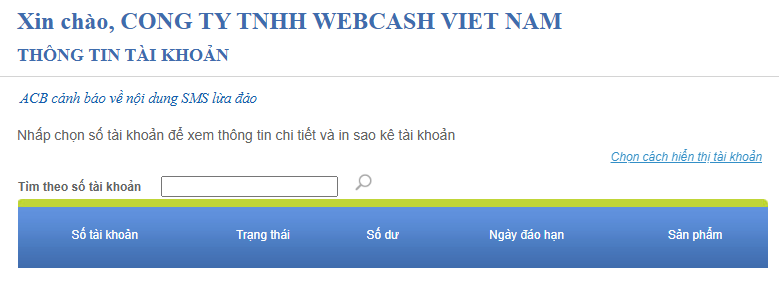 Xin chào, CONG TY TNHH WEBCASH VIET NAM
THÔNG TIN TÀI KHOẢN
ACB cảnh báo về nội dung SMS lừa đảo
Nhấp chọn số tài khoản để xem thông tin chi tiết và in sao kê tài khoản
Chọn cách hiển thị tài khoản
Tìm theo số tài khoản
Số tài khoản Trạng thái Số dư Ngày đáo hạn Sản phẩm